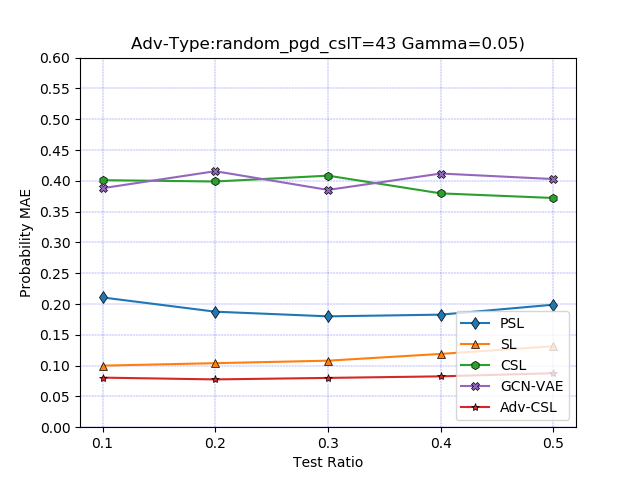 Adv-Type:random_pgd_cslT=43 Gamma=0.05)
0.60
0.55
0.50
0.45
0.40
0.35
0.30
0.25
0.20
0.15
0.10
0.05
0.00
Probability MAE
PSL
SL
CSL
GCN-VAE
Adv-CSL
0.1 0.2 0.3 0.4 0.5
Test Ratio